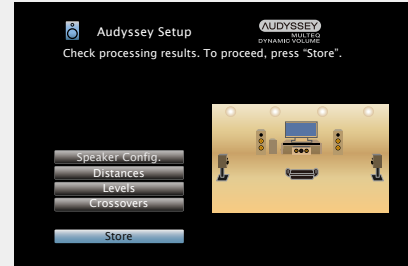 Audyssey Setup
AUDYSSEY
MULTEQ
DYNAMIC VOLUME
Check processing results. To proceed, press “Store”.
Speaker Config.
Distances
Levels
Crossovers
Store